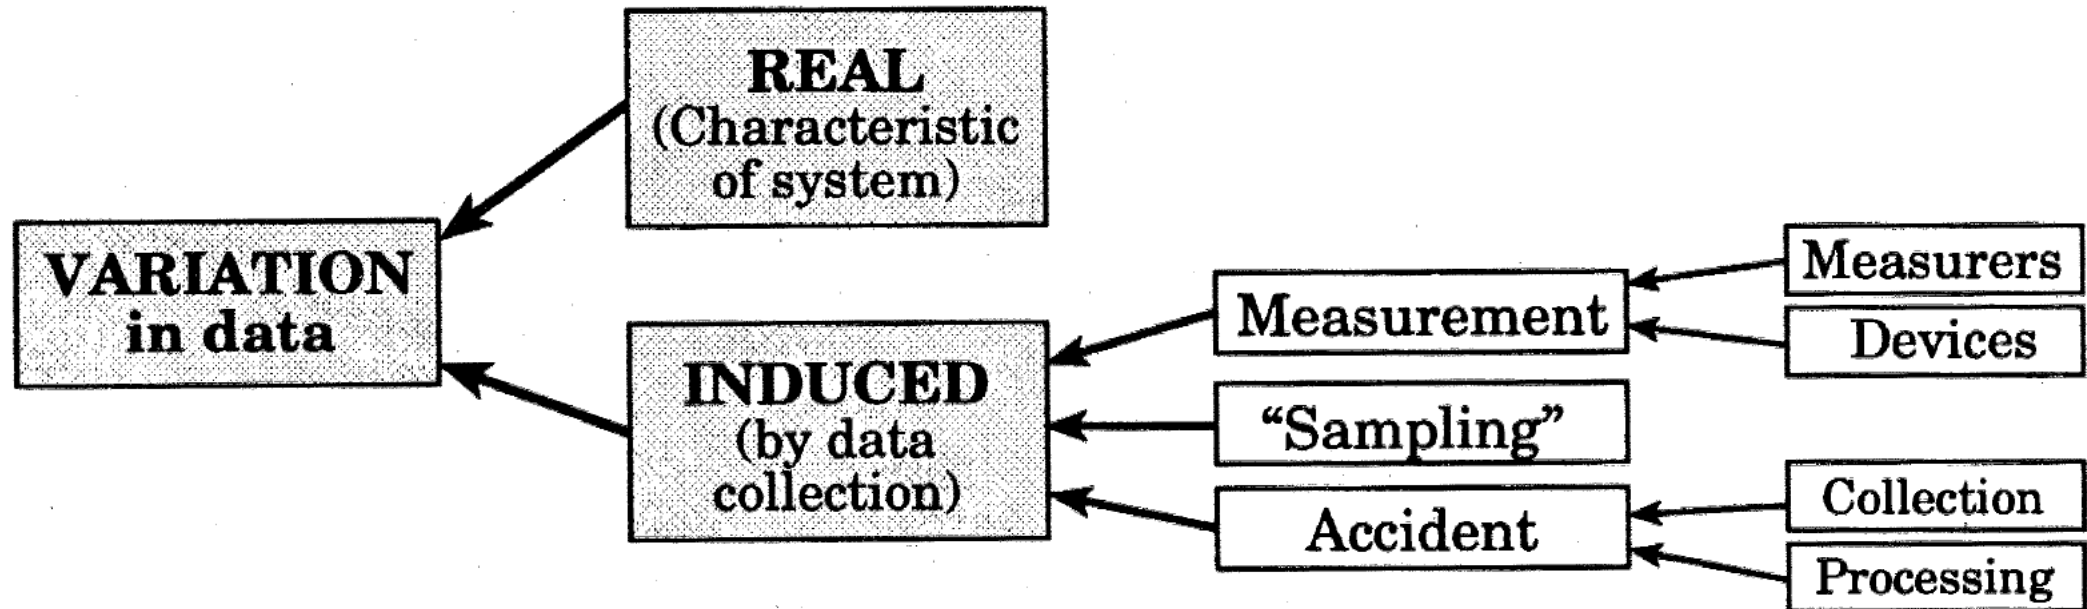 REAL
(Characteristic
of system)
VARIATION
in data
INDUCED
(by data
collection)
Measurement
“Sampling”
Accident
Measurers
Devices
Collection
Processing